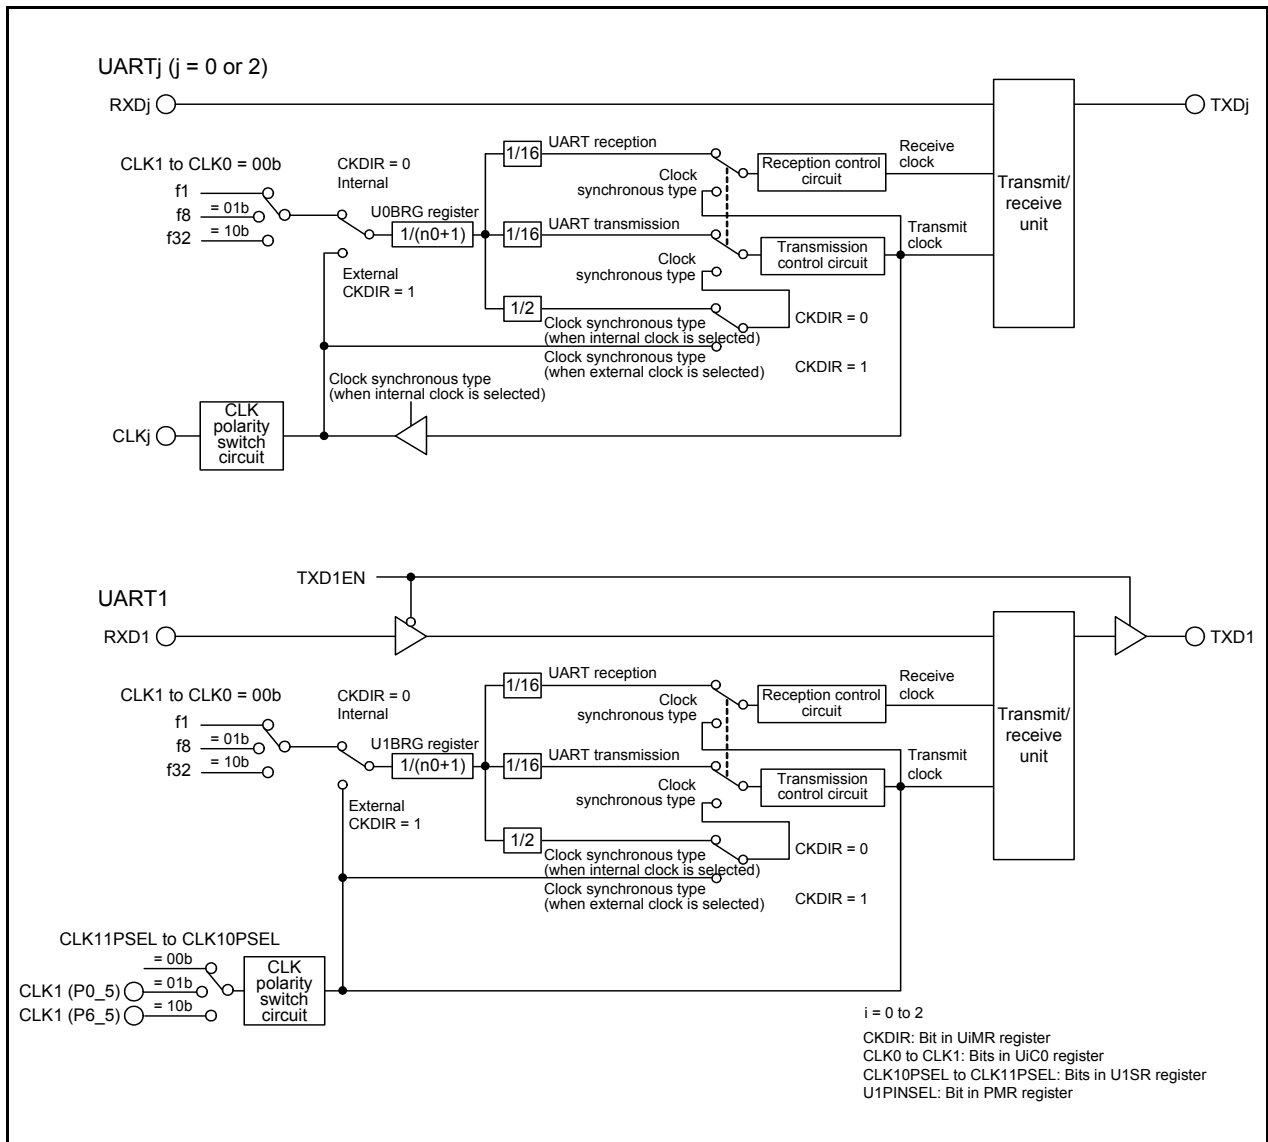 UARTj (j = 0 or 2)
RXDj
TXDj
CLK1 to CLK0 = 00b
f1
f8
= 01b
f32
= 10b
CKDIR = 0
Internal
U0BRG register
1/(n0+1)
External
CKDIR = 1
1/16
UART reception
Clock
synchronous type
Reception control
circuit
Receive
clock
1/16
UART transmission
Clock
synchronous type
Transmission
control circuit
Transmit
clock
Transmit/
receive
unit
1/2
Clock synchronous type
(when internal clock is selected)
CKDIR = 0
Clock synchronous type
(when external clock is selected)
CKDIR = 1
Clock synchronous type
(when internal clock is selected)
CLKj
CLK
polarity
switch
circuit
TXD1EN
UART1
RXD1
TXD1
CLK1 to CLK0 = 00b
f1
f8
= 01b
f32
= 10b
CKDIR = 0
Internal
U1BRG register
1/(n0+1)
External
CKDIR = 1
1/16
UART reception
Clock
synchronous type
Reception control
circuit
Receive
clock
1/16
UART transmission
Clock
synchronous type
Transmission
control circuit
Transmit
clock
Transmit/
receive
unit
1/2
Clock synchronous type
(when internal clock is selected)
CKDIR = 0
Clock synchronous type
(when external clock is selected)
CKDIR = 1
CLK11PSEL to CLK10PSEL
= 00b
CLK1 (P0_5)
= 01b
CLK1 (P6_5)
= 10b
CLK
polarity
switch
circuit
i = 0 to 2
CKDIR: Bit in UiMR register
CLK0 to CLK1: Bits in UiC0 register
CLK10PSEL to CLK11PSEL: Bits in U1SR register
U1PINSEL: Bit in PMR register